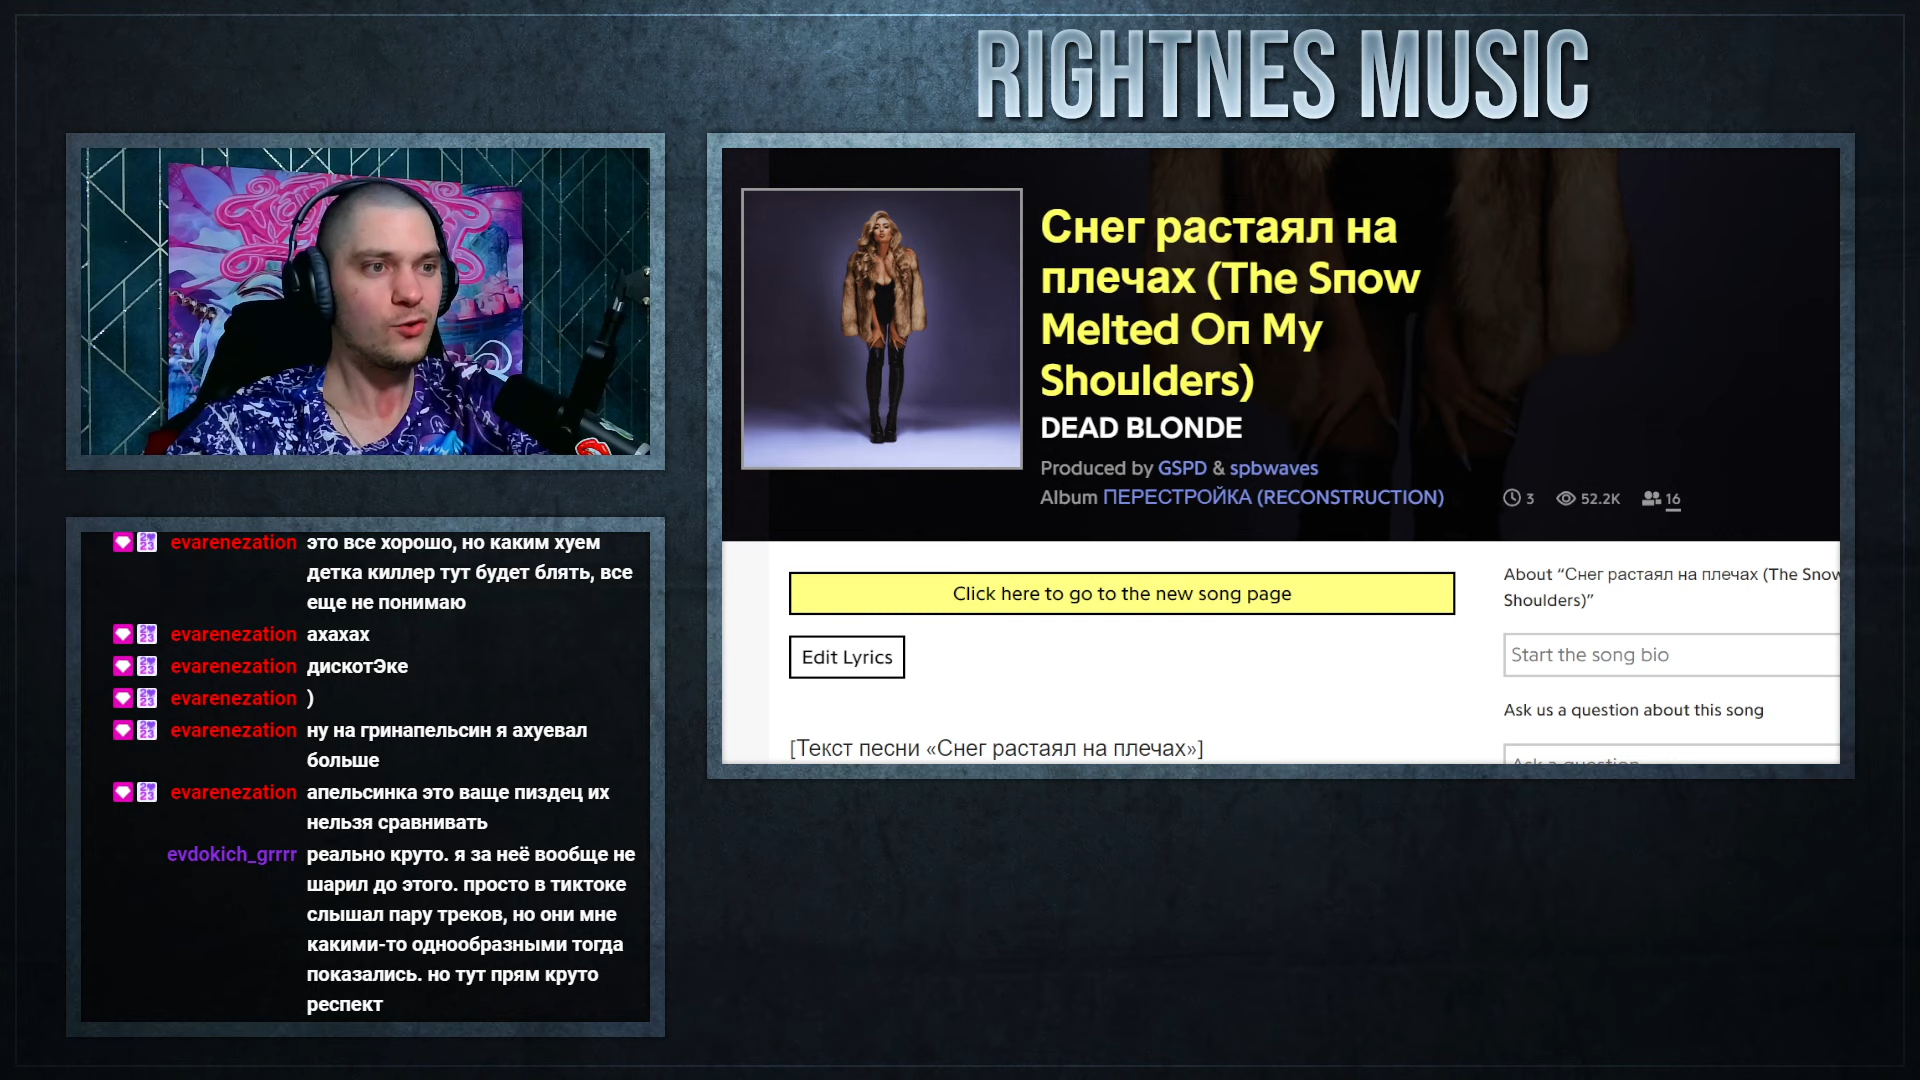 RIGHTNES MUSIC
Снег растаял на
плечах (The Snow
Melted On My
Shoulders)
DEAD BLONDE
Produced by GSPD & spbwaves
Album ПЕРЕСТРОЙКА (RECONSTRUCTION)
3 52.2K 16
Click here to go to the new song page
Edit Lyrics
[Текст песни «Снег растаял на плечах»]
About “Снег растаял на плечах (The Snow
Shoulders)”
Start the song bio
Ask us a question about this song
Ask a question
evarenezation это все хорошо, но каким хуем
детка киллер тут будет блять, все
еще не понимаю
evarenezation ахахах
evarenezation дискотЭке
evarenezation )
evarenezation ну на гринапельсин я ахуевал
больше
evarenezation апельсинка это ваще пиздец их
нельзя сравнивать
evdokich_grrrr реально круто. я за неё вообще не
шарил до этого. просто в тиктоке
слышал пару треков, но они мне
какими-то однообразными тогда
показались. но тут прям круто
респект